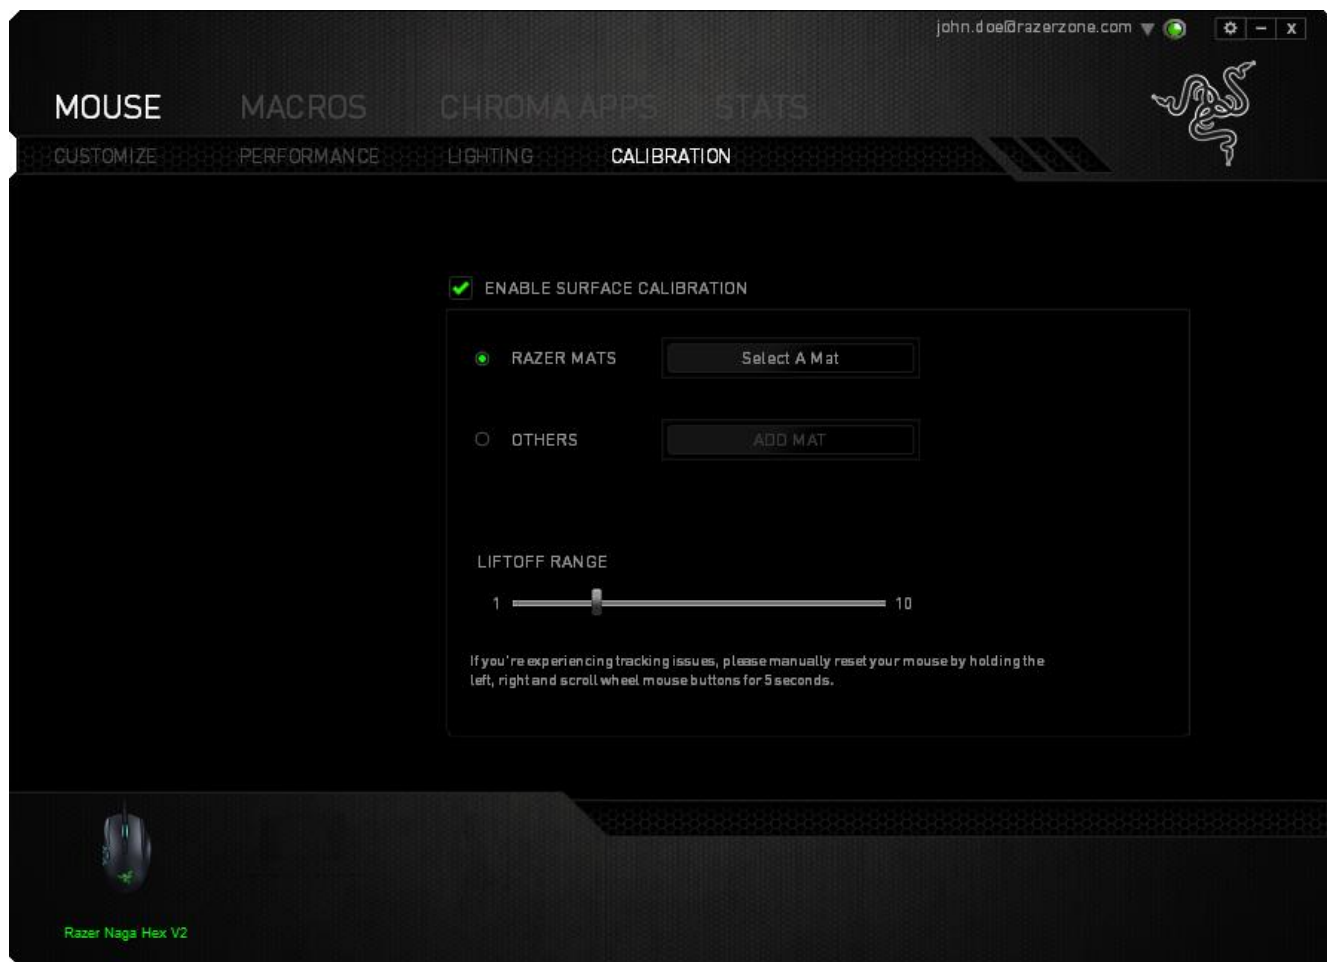 john.doe@razerzone.com
MOUSE MACROS CHROMA APPS STATS
CUSTOMIZE PERFORMANCE LIGHTING CALIBRATION
ENABLE SURFACE CALIBRATION
RAZER MATS Select A Mat
OTHERS ADD MAT
LIFTOFF RANGE
1 10
If you're experiencing tracking issues, please manually reset your mouse by holding the
left, right and scroll wheel mouse buttons for 5 seconds.
Razer Naga Hex V2